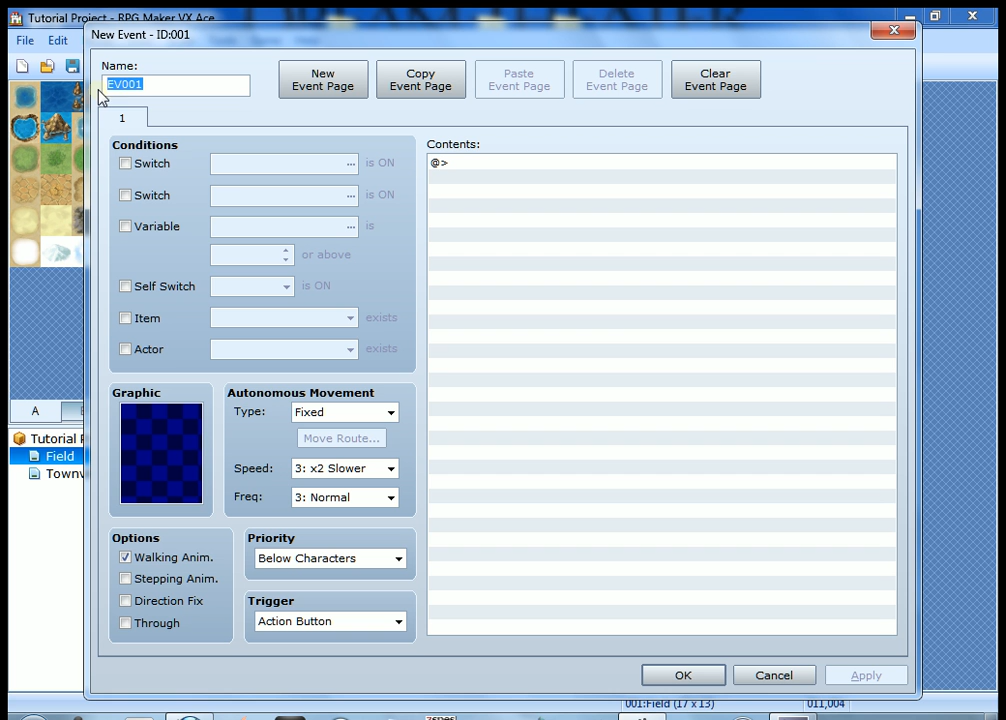 Tutorial Project - RPG Maker VX Ace
New Event - ID:001
File Edit
Name:
EV001
New Event Page
Copy Event Page
Paste Event Page
Delete Event Page
Clear Event Page
1
Conditions
Switch ... is ON
Switch ... is ON
Variable ... is
or above
Self Switch is ON
Item exists
Actor exists
Contents:
@>
Graphic
Autonomous Movement
Type: Fixed
Move Route...
Speed: 3: x2 Slower
Freq: 3: Normal
Options
Walking Anim.
Stepping Anim.
Direction Fix
Through
Priority
Below Characters
Trigger
Action Button
A
Tutorial
Field
Townv
OK Cancel Apply
001:Field (17 x 13) 011,004